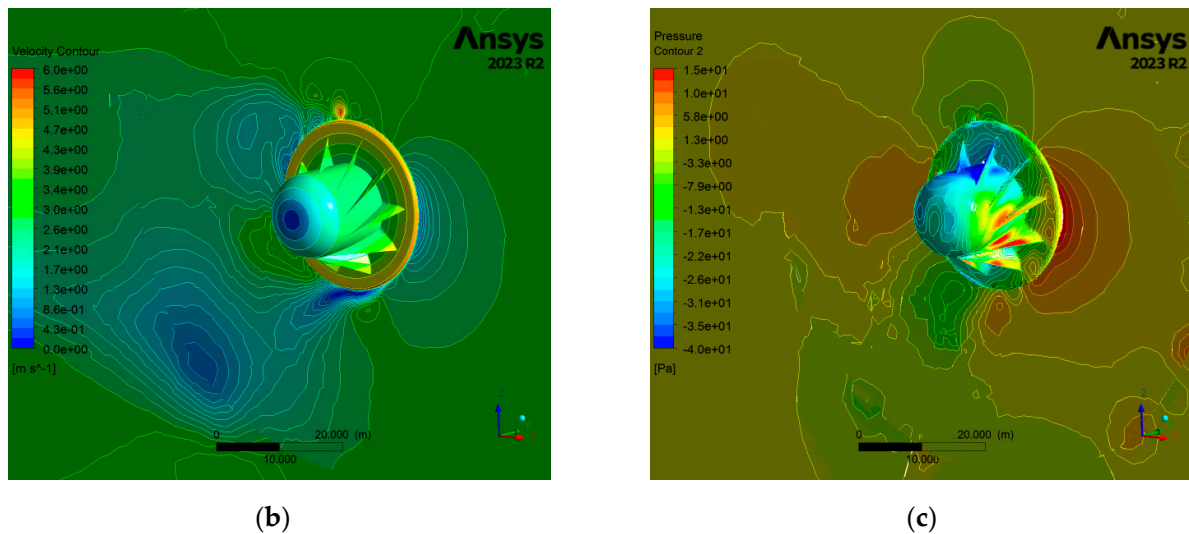 Ansys
2023 R2
Velocity Contour
6.0e+00
5.6e+00
5.1e+00
4.7e+00
4.3e+00
3.9e+00
3.4e+00
3.0e+00
2.6e+00
2.1e+00
1.7e+00
1.3e+00
8.6e-01
4.3e-01
0.0e+00
[m s^-1]
0 20.000 (m)
10.000
Z
X
(b)
Ansys
2023 R2
Pressure
Contour 2
1.5e+01
1.0e+01
5.8e+00
1.3e+00
-3.3e+00
-7.9e+00
-1.3e+01
-1.7e+01
-2.2e+01
-2.6e+01
-3.1e+01
-3.5e+01
-4.0e+01
[Pa]
0 20.000 (m)
10.000
Z
(c)